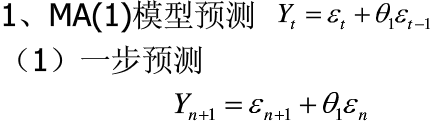 1、MA(1)模型预测 Yₜ = εₜ + θ₁εₜ₋₁
（1）一步预测
Yₙ₊₁ = εₙ₊₁ + θ₁εₙ